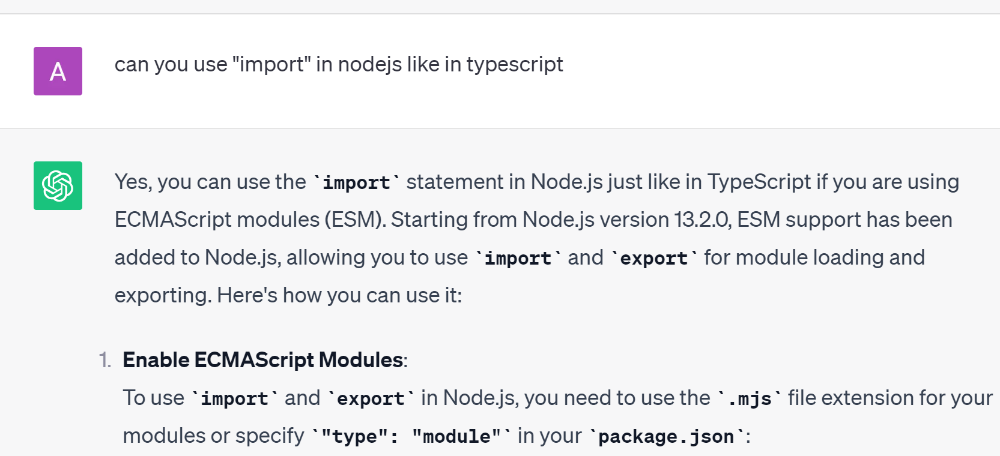 A
can you use "import" in nodejs like in typescript
Yes, you can use the `import` statement in Node.js just like in TypeScript if you are using
ECMAScript modules (ESM). Starting from Node.js version 13.2.0, ESM support has been
added to Node.js, allowing you to use `import` and `export` for module loading and
exporting. Here's how you can use it:
1. Enable ECMAScript Modules:
To use `import` and `export` in Node.js, you need to use the `.mjs` file extension for your
modules or specify `"type": "module"` in your `package.json`: